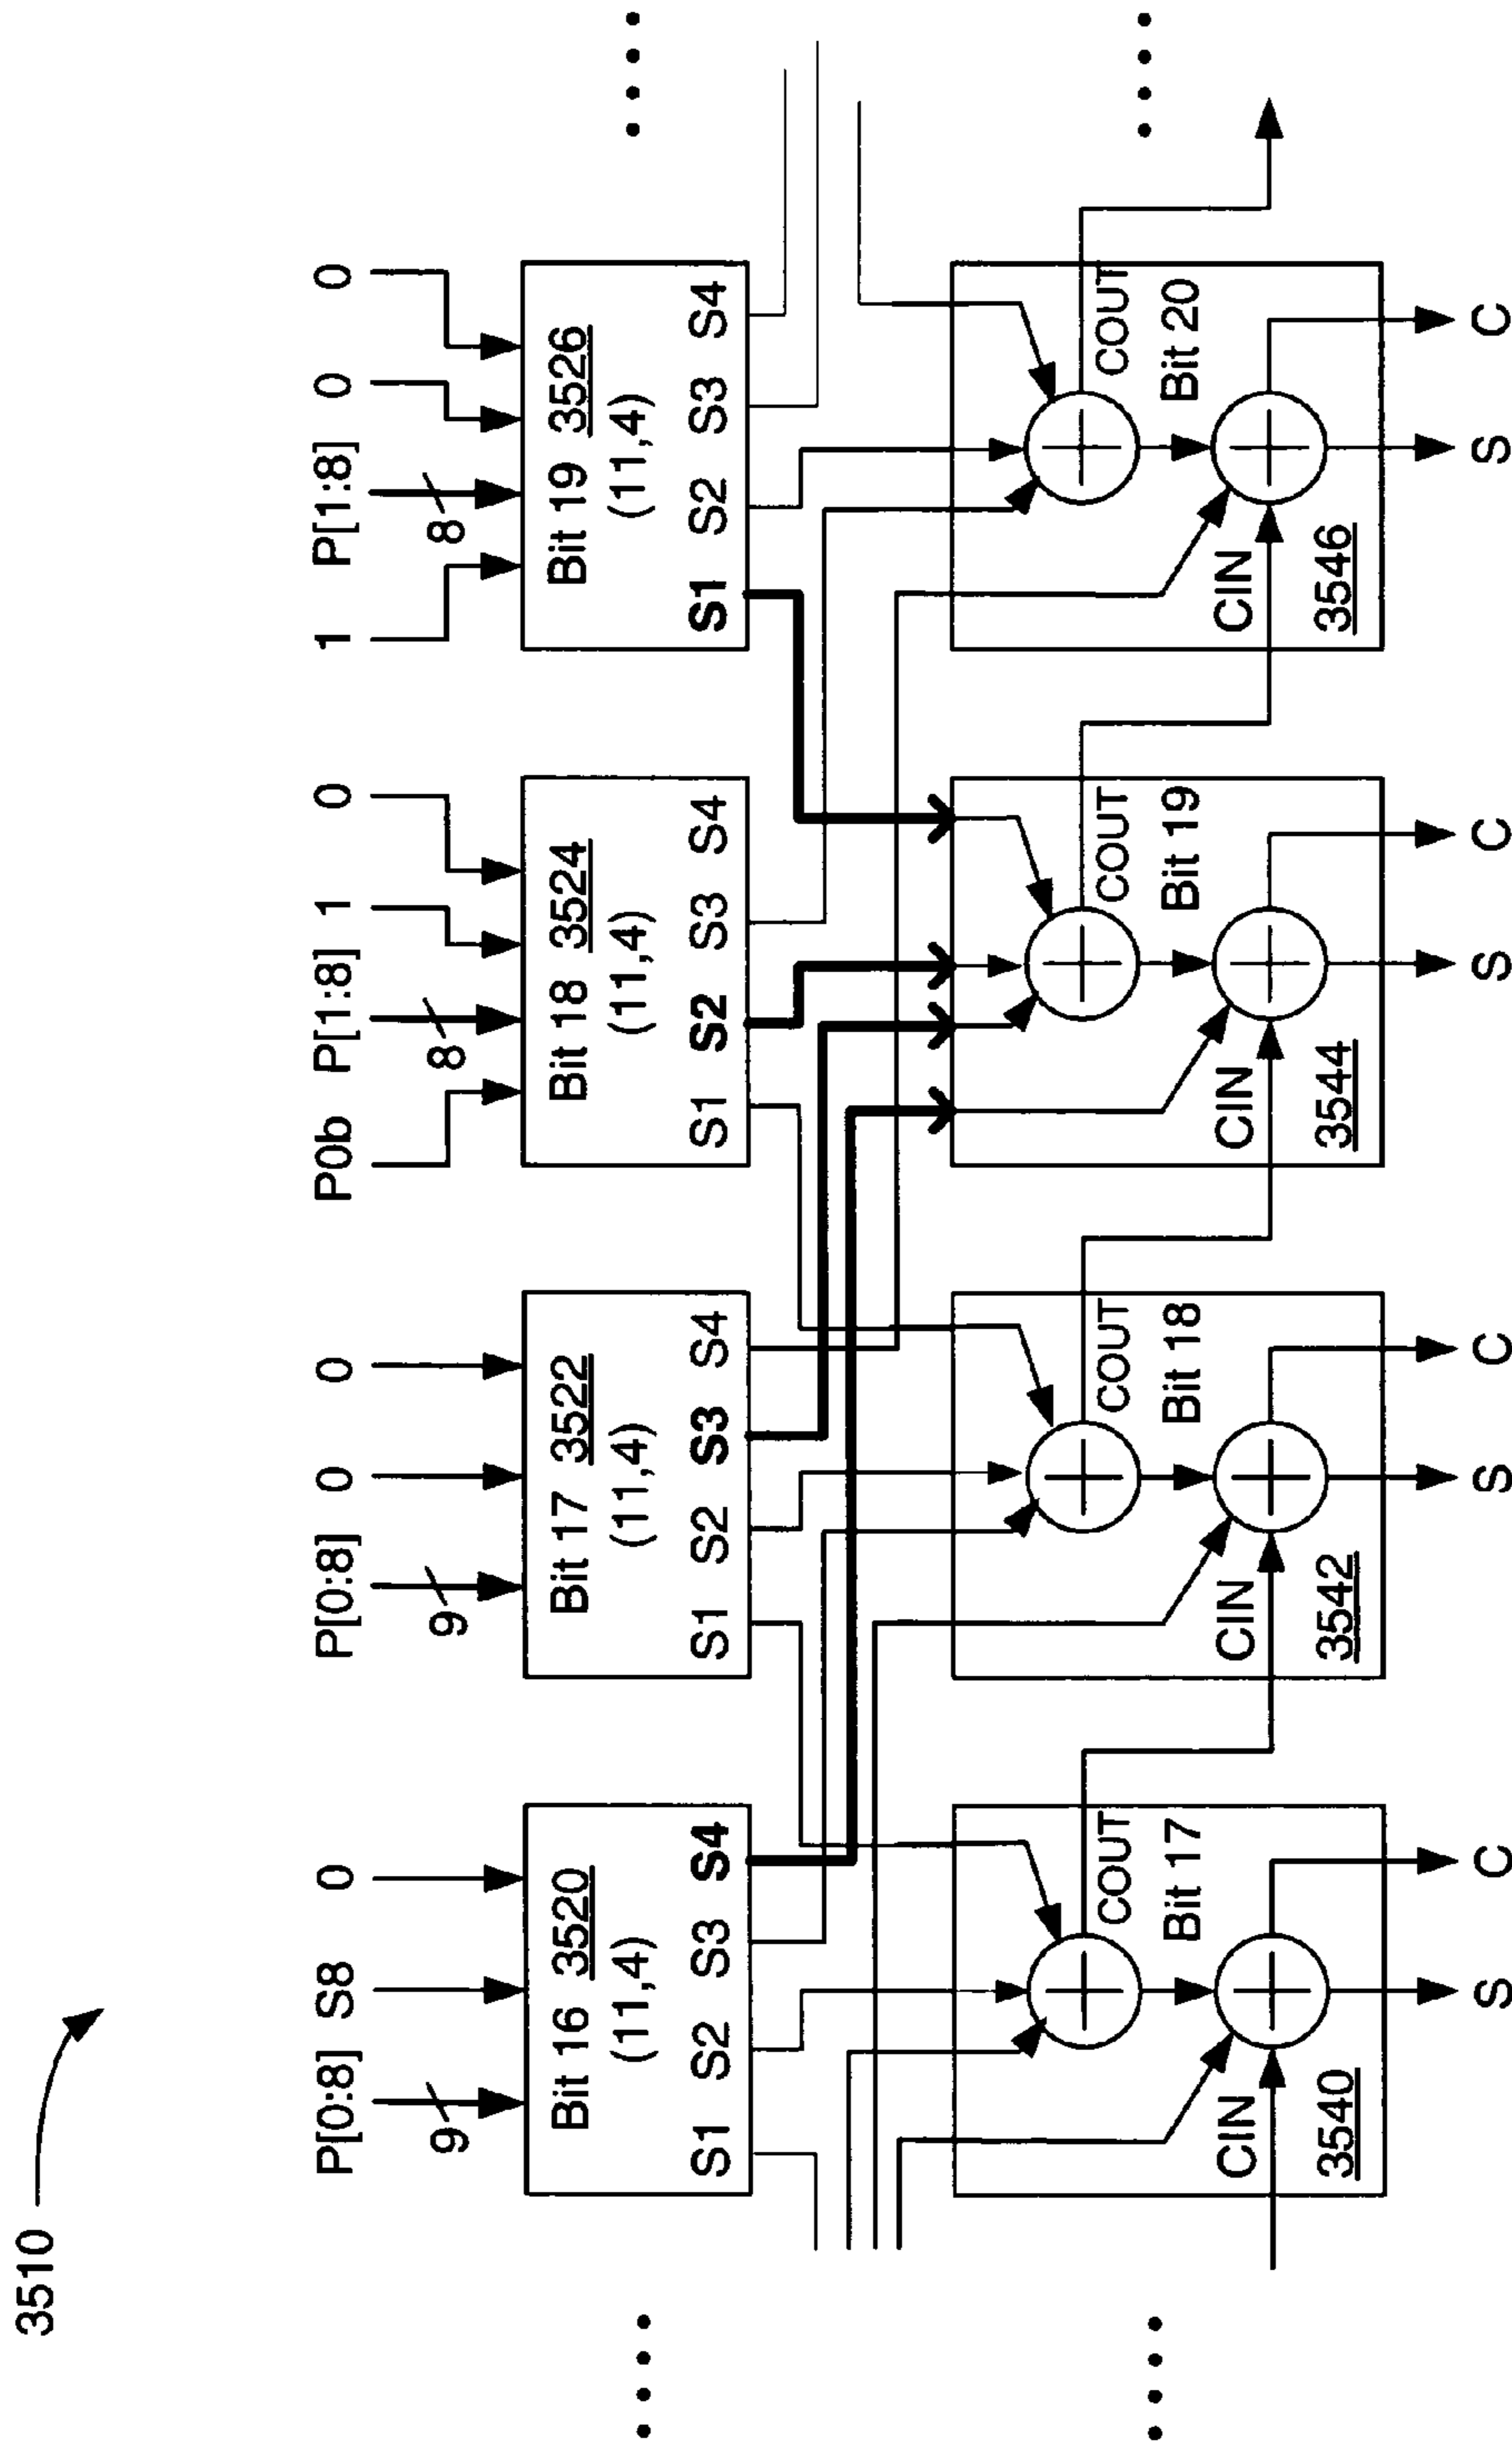 3510
P[0:8] S8 0
9
Bit 16 3520
(11,4)
S1 S2 S3 S4
P[0:8] 0 0
9
Bit 17 3522
(11,4)
S1 S2 S3 S4
P0b P[1:8] 1 0
8
Bit 18 3524
(11,4)
S1 S2 S3 S4
1 P[1:8] 0 0
8
Bit 19 3526
(11,4)
S1 S2 S3 S4
COUT
Bit 17
CIN
3540
S C
COUT
Bit 18
CIN
3542
S C
COUT
Bit 19
CIN
3544
S C
COUT
Bit 20
CIN
3546
S C